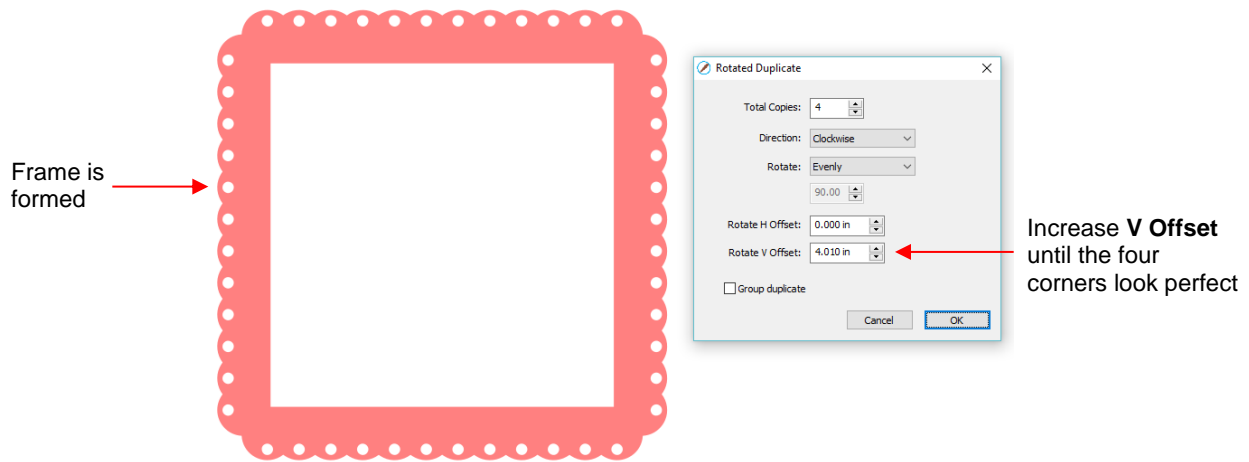 Frame is
formed
Rotated Duplicate
Total Copies: 4
Direction: Clockwise
Rotate: Evenly
90.00
Rotate H Offset: 0.000 in
Rotate V Offset: 4.010 in
Group duplicate
Cancel OK
Increase V Offset
until the four
corners look perfect